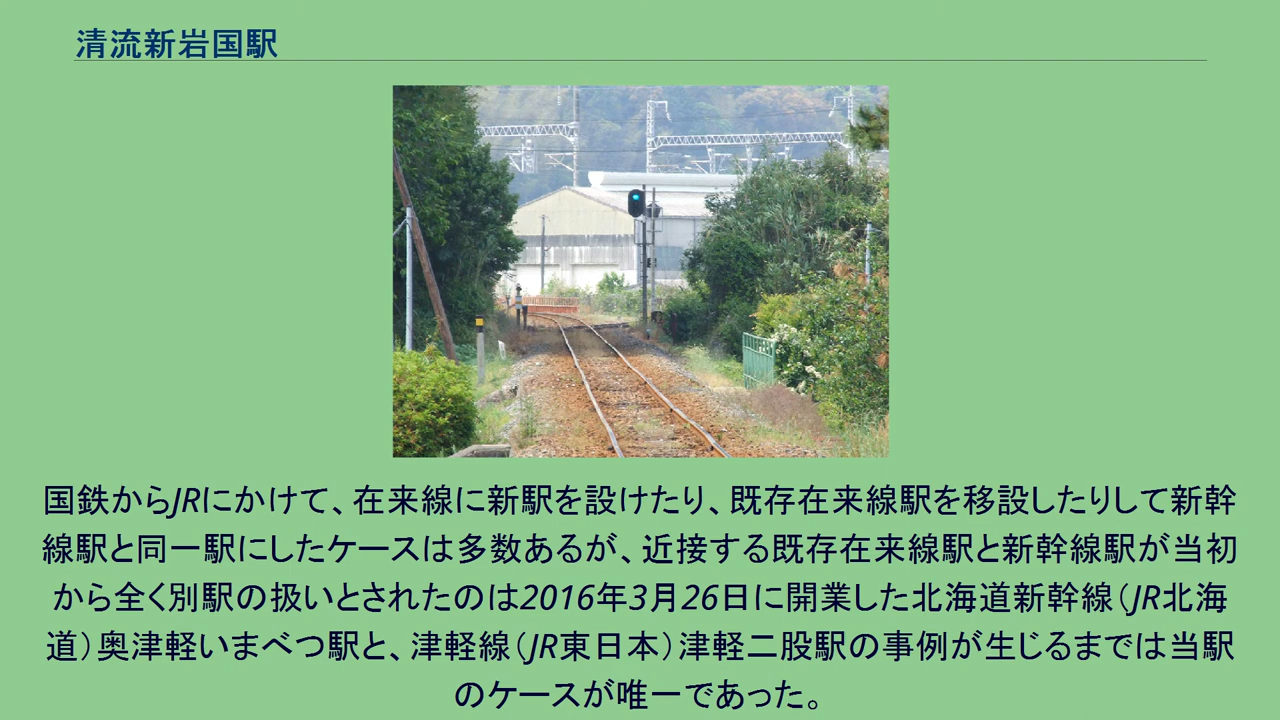 清流新岩国駅
国鉄からJRにかけて、在来線に新駅を設けたり、既存在来線駅を移設したりして新幹
線駅と同一駅にしたケースは多数あるが、近接する既存在来線駅と新幹線駅が当初
から全く別駅の扱いとされたのは2016年3月26日に開業した北海道新幹線（JR北海
道）奥津軽いまべつ駅と、津軽線（JR東日本）津軽二股駅の事例が生じるまでは当駅
のケースが唯一であった。